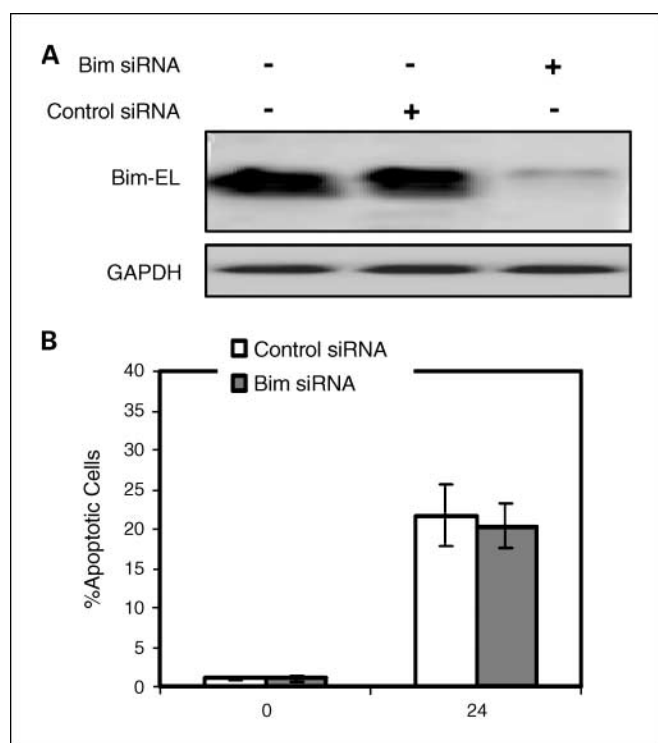 A
Bim siRNA - - +
Control siRNA - + -
Bim-EL
GAPDH
B
Control siRNA
Bim siRNA
%Apoptotic Cells
40
35
30
25
20
15
10
5
0
0 24